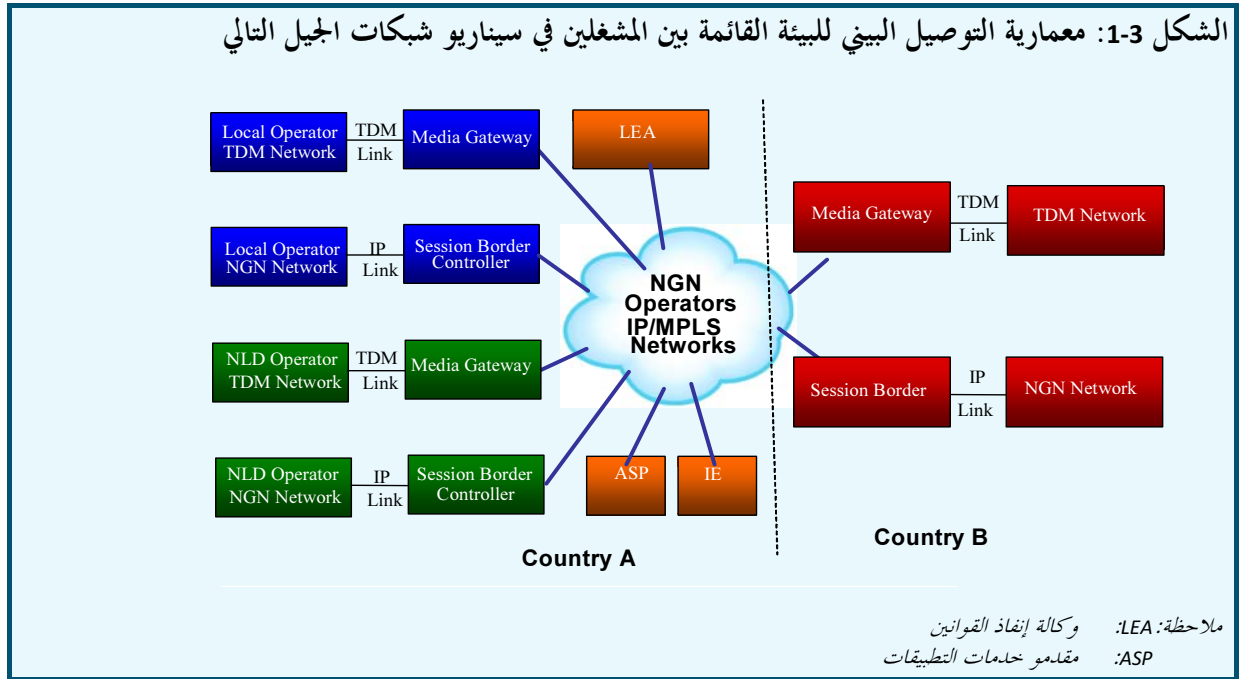 الشكل 3-1: معمارية التوصيل البيني للبيئة القائمة بين المشغلين في سيناريو شبكات الجيل التالي
Local Operator
TDM Network
TDM
Link
Media Gateway
LEA
Local Operator
NGN Network
IP
Link
Session Border
Controller
NLD Operator
TDM Network
TDM
Link
Media Gateway
NLD Operator
NGN Network
IP
Link
Session Border
Controller
NGN
Operators
IP/MPLS
Networks
ASP
IE
Country A
Media Gateway
TDM
Link
TDM Network
Session Border
IP
Link
NGN Network
Country B
ملاحظة: LEA: وكالة إنفاذ القوانين
ASP: مقدمو خدمات التطبيقات